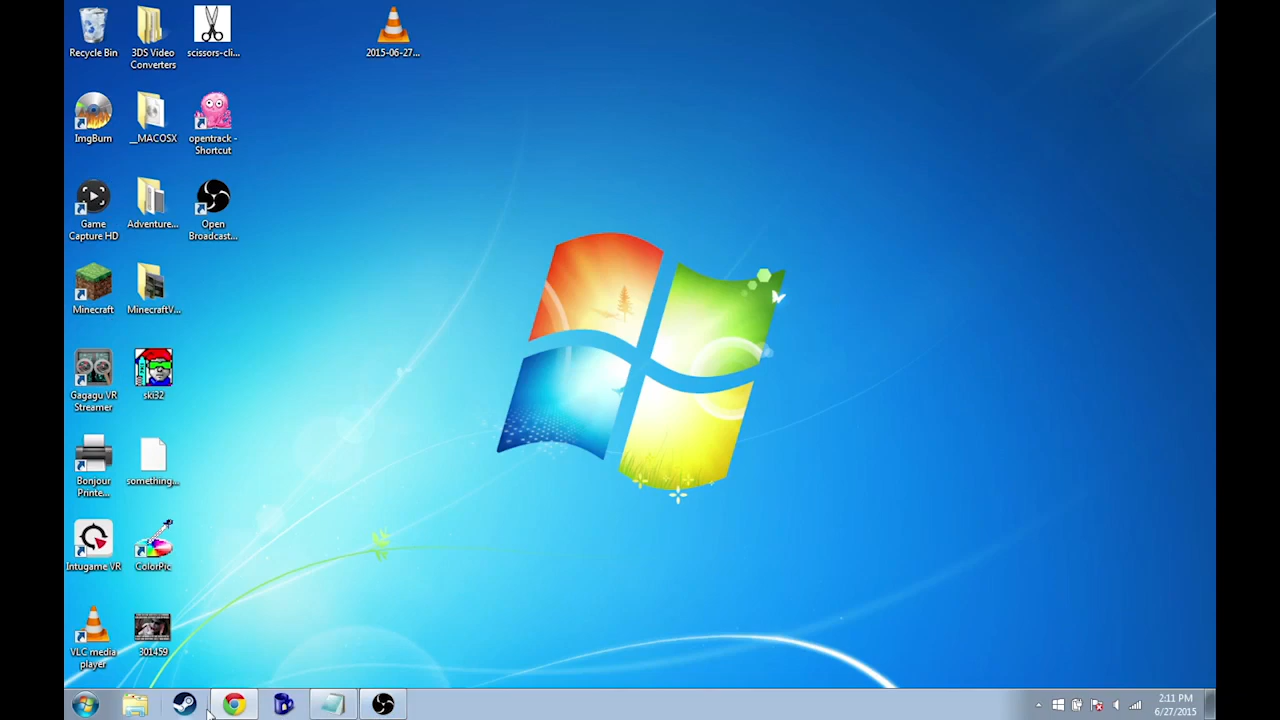 Recycle Bin
3DS Video
Converters
scissors-cli...
2015-06-27...
ImgBurn
__MACOSX
opentrack -
Shortcut
Game
Capture HD
Adventure...
Open
Broadcast...
Minecraft
MinecraftV...
Gagagu VR
Streamer
ski32
Bonjour
Printe...
something...
Intugame VR
ColorPic
VLC media
player
301459
2:11 PM
6/27/2015